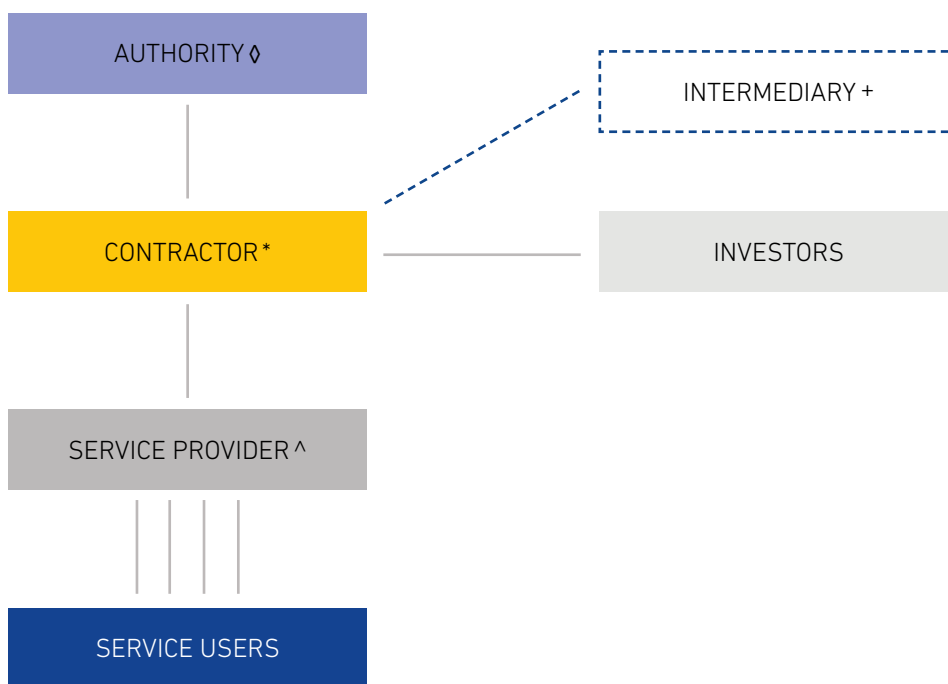 AUTHORITY ◊
INTERMEDIARY +
CONTRACTOR *
INVESTORS
SERVICE PROVIDER ^
SERVICE USERS